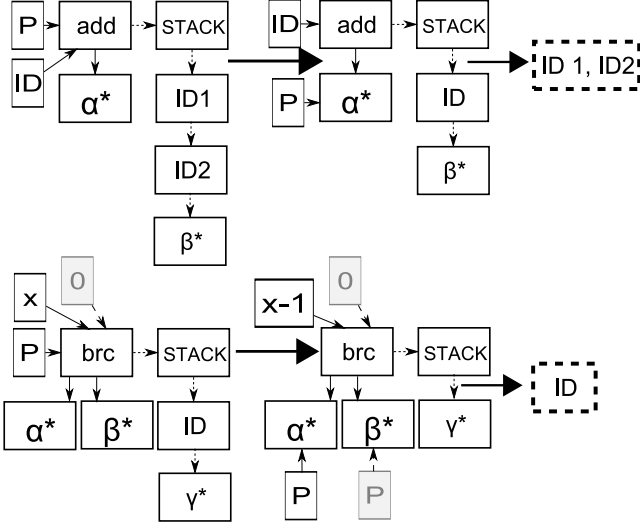 P add STACK
ID
α* ID1
ID2
β*
ID add STACK
P α* ID
β*
ID 1, ID2
x 0
P brc STACK
α* β* ID
γ*
x-1 0
brc STACK
α* β* γ*
P P
ID